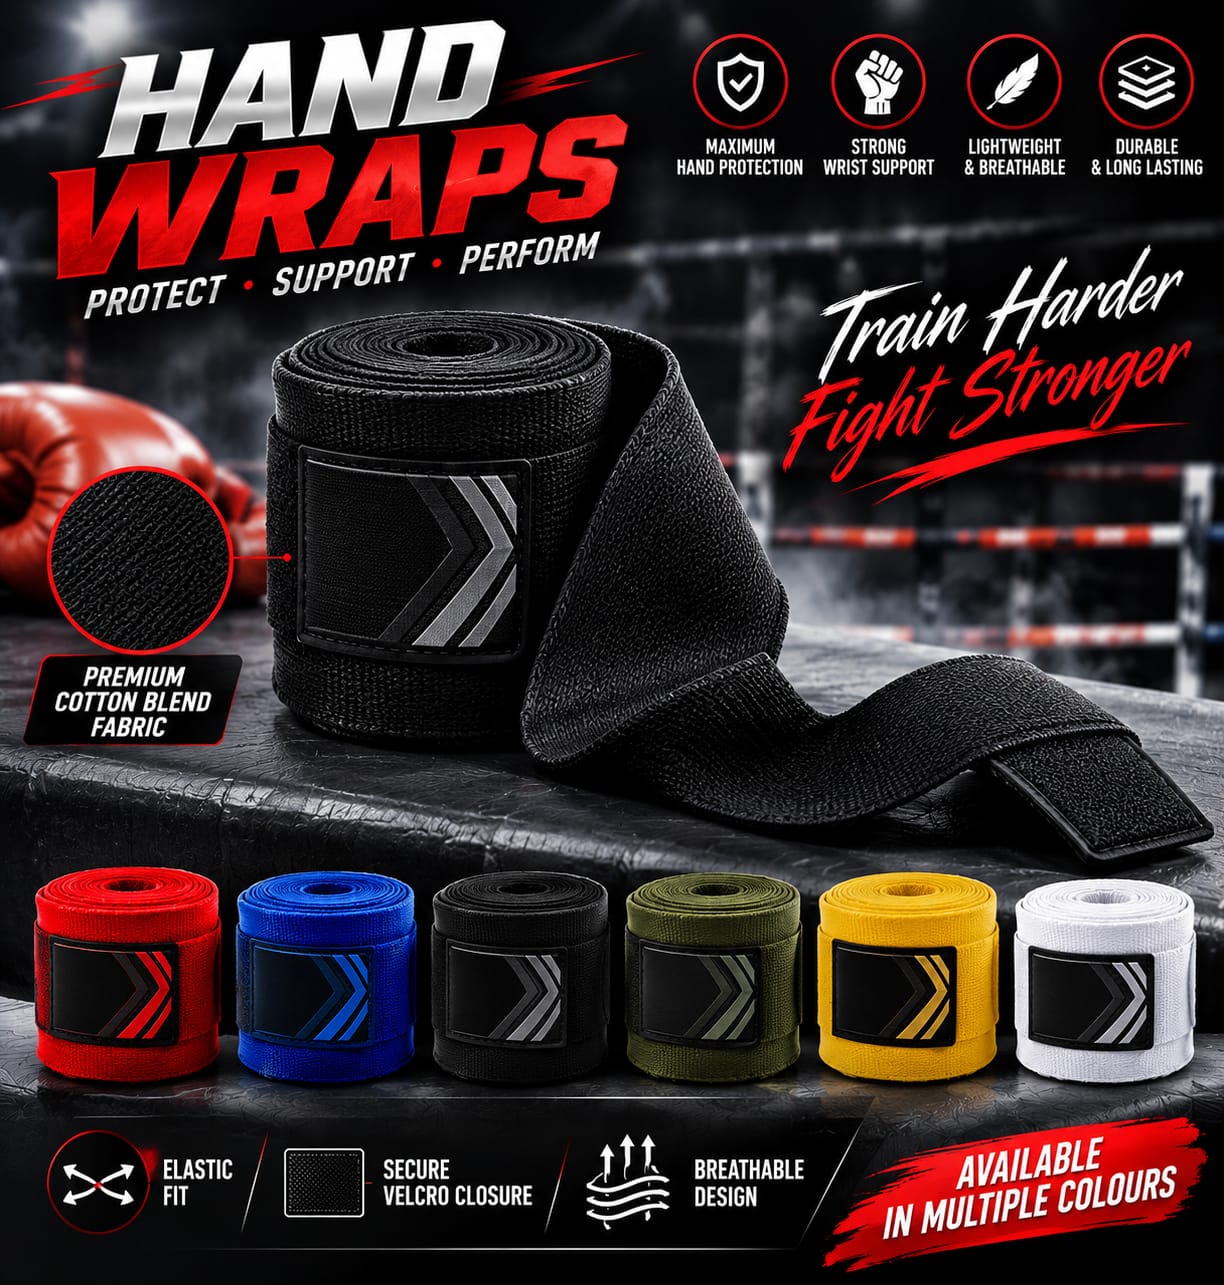 HAND
WRAPS
PROTECT • SUPPORT • PERFORM
MAXIMUM
HAND PROTECTION
STRONG
WRIST SUPPORT
LIGHTWEIGHT
& BREATHABLE
DURABLE
& LONG LASTING
Train Harder
Fight Stronger
PREMIUM
COTTON BLEND
FABRIC
ELASTIC
FIT
SECURE
VELCRO CLOSURE
BREATHABLE
DESIGN
AVAILABLE
IN MULTIPLE COLOURS